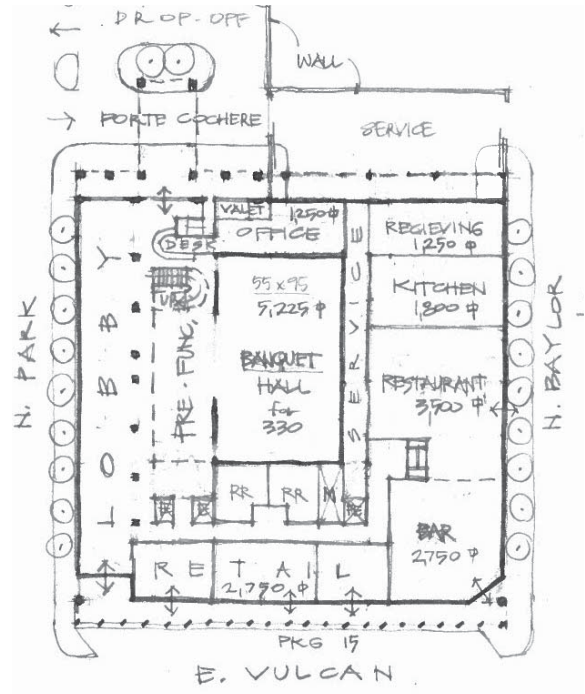 DROP-OFF
WALL
PORTE COCHERE
SERVICE
VALET
1,250 ⌽
OFFICE
DESK
RECIEVING
1,250 ⌽
UP
55 x 95
5,225 ⌽
KITCHEN
1,800 ⌽
LOBBY
PRE-FUNC.
BANQUET
HALL
for
330
SERVICE
RESTAURANT
3,500 ⌽
N. PARK
N. BAYLOR
RR
RR
M
BAR
2,750 ⌽
RETAIL
2,750 ⌽
PKG 15
E. VULCAN